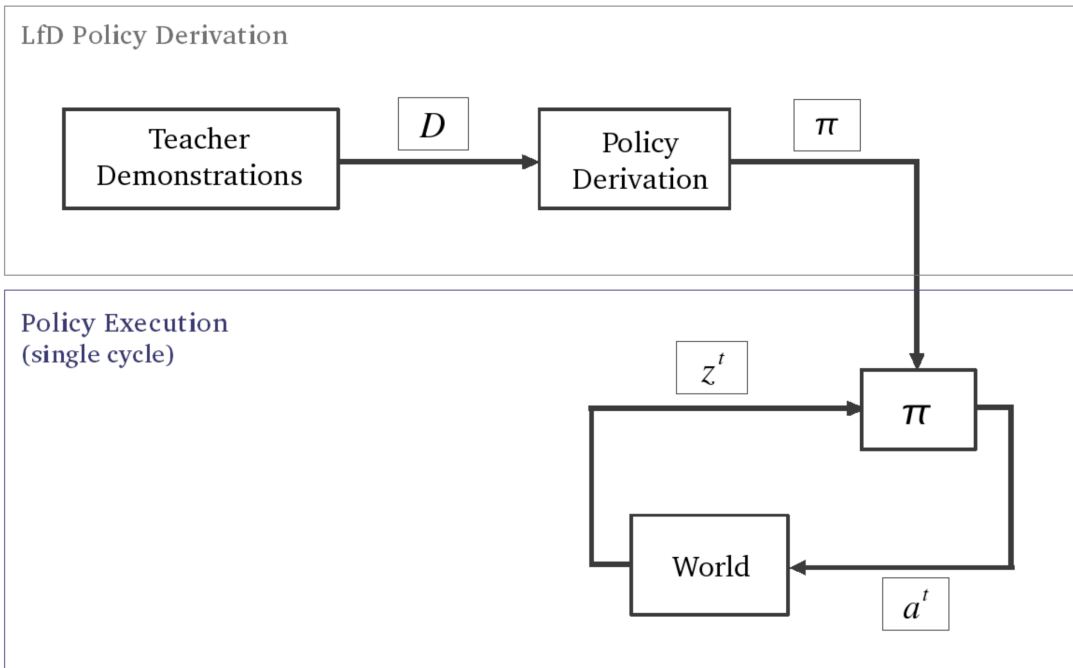 LfD Policy Derivation
Teacher
Demonstrations
D
Policy
Derivation
π
Policy Execution
(single cycle)
z^t
π
World
a^t